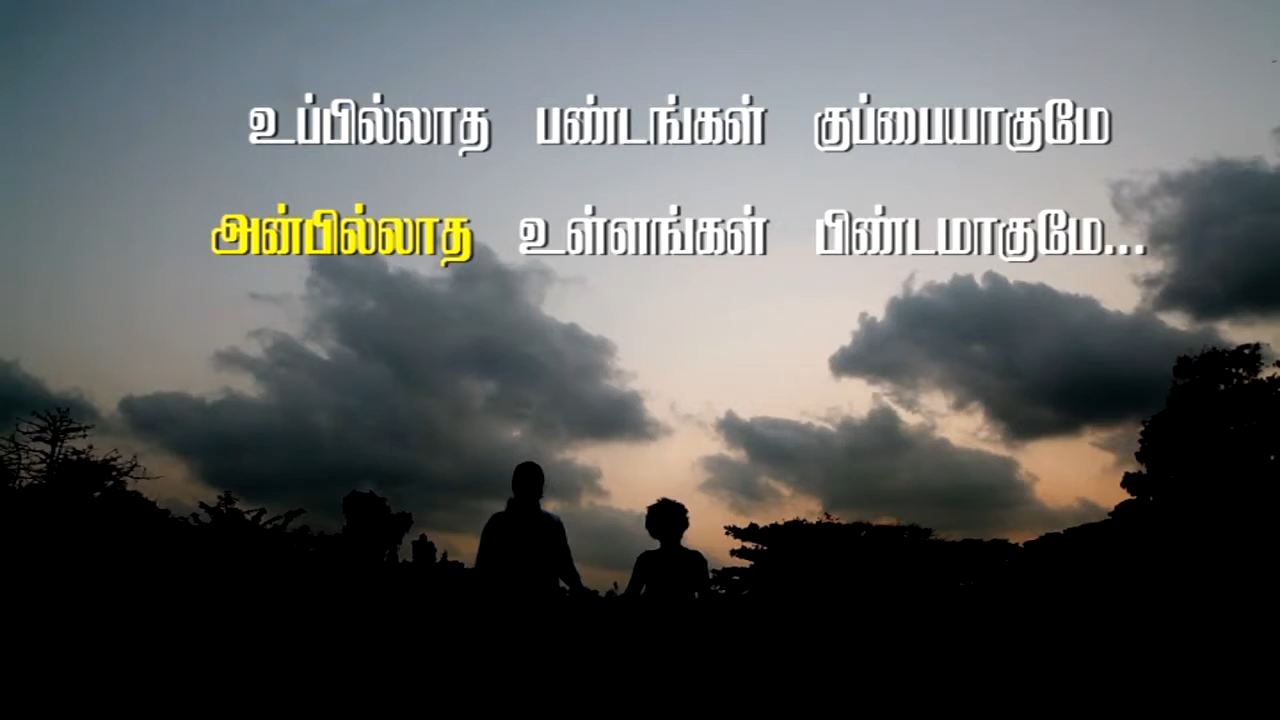 உப்பில்லாத பண்டங்கள் குப்பையாகுமே
அன்பில்லாத உள்ளங்கள் பிண்டமாகுமே...